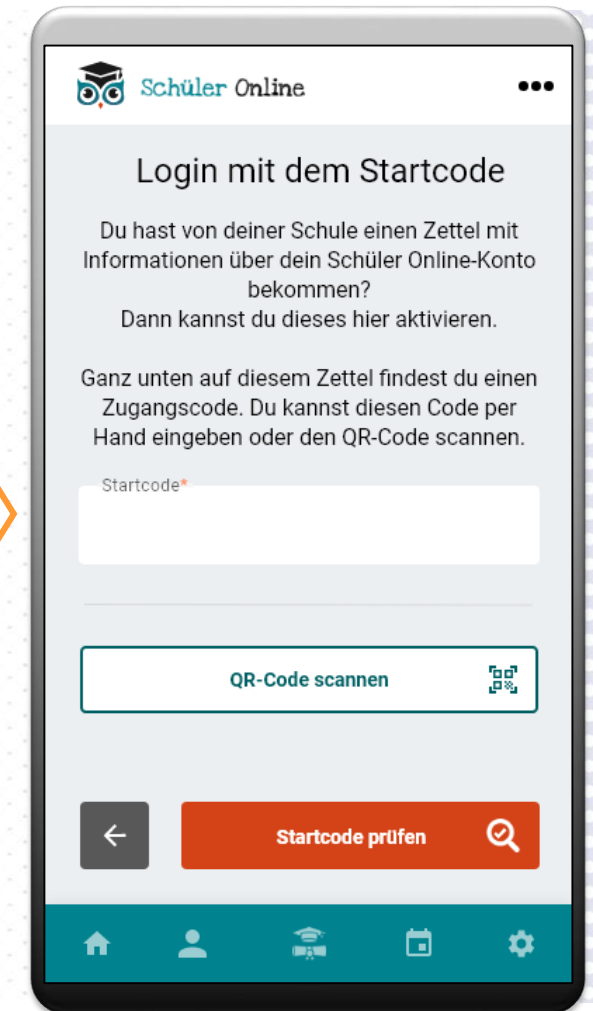 Schüler Online
Login mit dem Startcode
Du hast von deiner Schule einen Zettel mit
Informationen über dein Schüler Online-Konto
bekommen?
Dann kannst du dieses hier aktivieren.
Ganz unten auf diesem Zettel findest du einen
Zugangscode. Du kannst diesen Code per
Hand eingeben oder den QR-Code scannen.
Startcode*
QR-Code scannen
Startcode prüfen